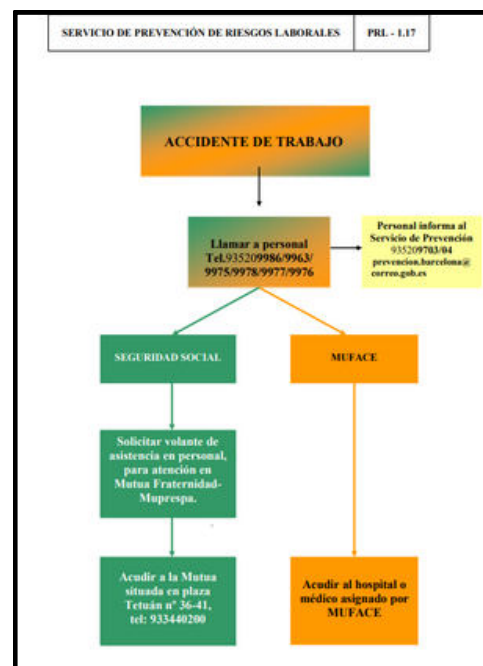 SERVICIO DE PREVENCIÓN DE RIESGOS LABORALES
PRL - 1.17
ACCIDENTE DE TRABAJO
Llamar a personal
Tel.935209986/9963/
9975/9978/9977/9976
Personal informa al
Servicio de Prevención
935209703/04
prevencion.barcelona@
correo.gob.es
SEGURIDAD SOCIAL
MUFACE
Solicitar volante de
asistencia en personal,
para atención en
Mutua Fraternidad-
Muprespa.
Acudir a la Mutua
situada en plaza
Tetuán nº 36-41,
tel: 933440200
Acudir al hospital o
médico asignado por
MUFACE